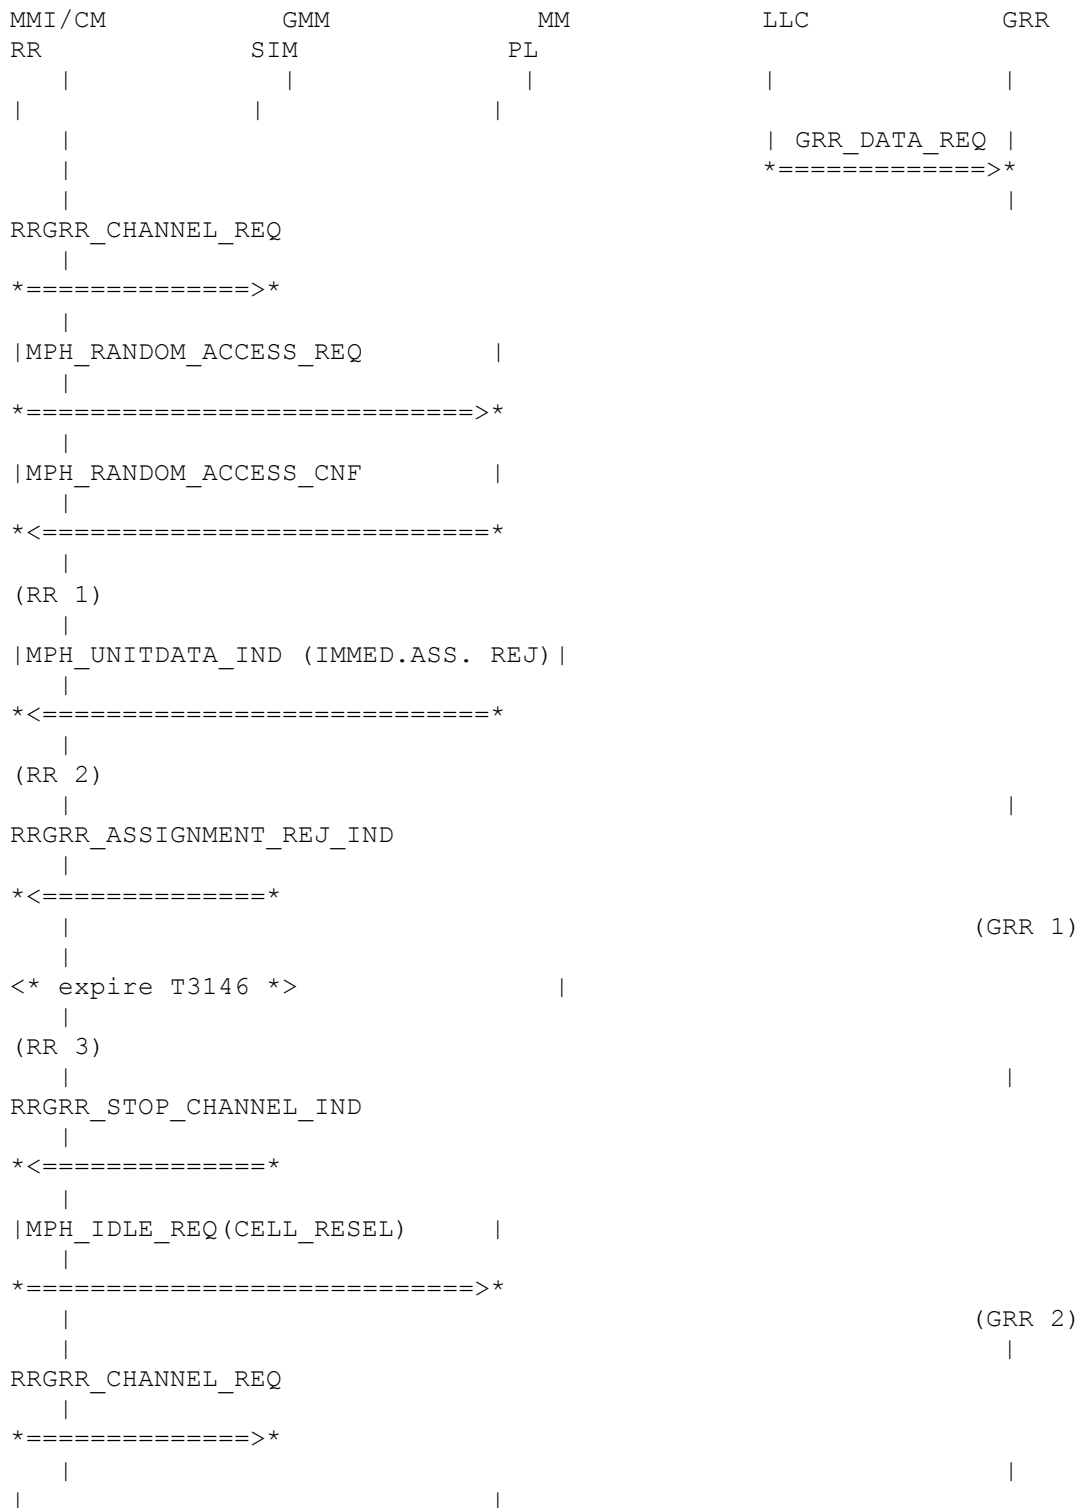 MMI/CM GMM MM LLC GRR
RR SIM PL
| | | | |
| | |
| | GRR_DATA_REQ |
| *=============>*
| |
RRGRR_CHANNEL_REQ
|
*==============>*
|
|MPH_RANDOM_ACCESS_REQ |
|
*============================>*
|
|MPH_RANDOM_ACCESS_CNF |
|
*<============================*
|
(RR 1)
|
|MPH_UNITDATA_IND (IMMED.ASS. REJ)|
|
*<============================*
|
(RR 2)
| |
RRGRR_ASSIGNMENT_REJ_IND
|
*<==============*
| (GRR 1)
|
<* expire T3146 *> |
|
(RR 3)
| |
RRGRR_STOP_CHANNEL_IND
|
*<==============*
|
|MPH_IDLE_REQ(CELL_RESEL) |
|
*============================>*
| (GRR 2)
| |
RRGRR_CHANNEL_REQ
|
*==============>*
| |
| |